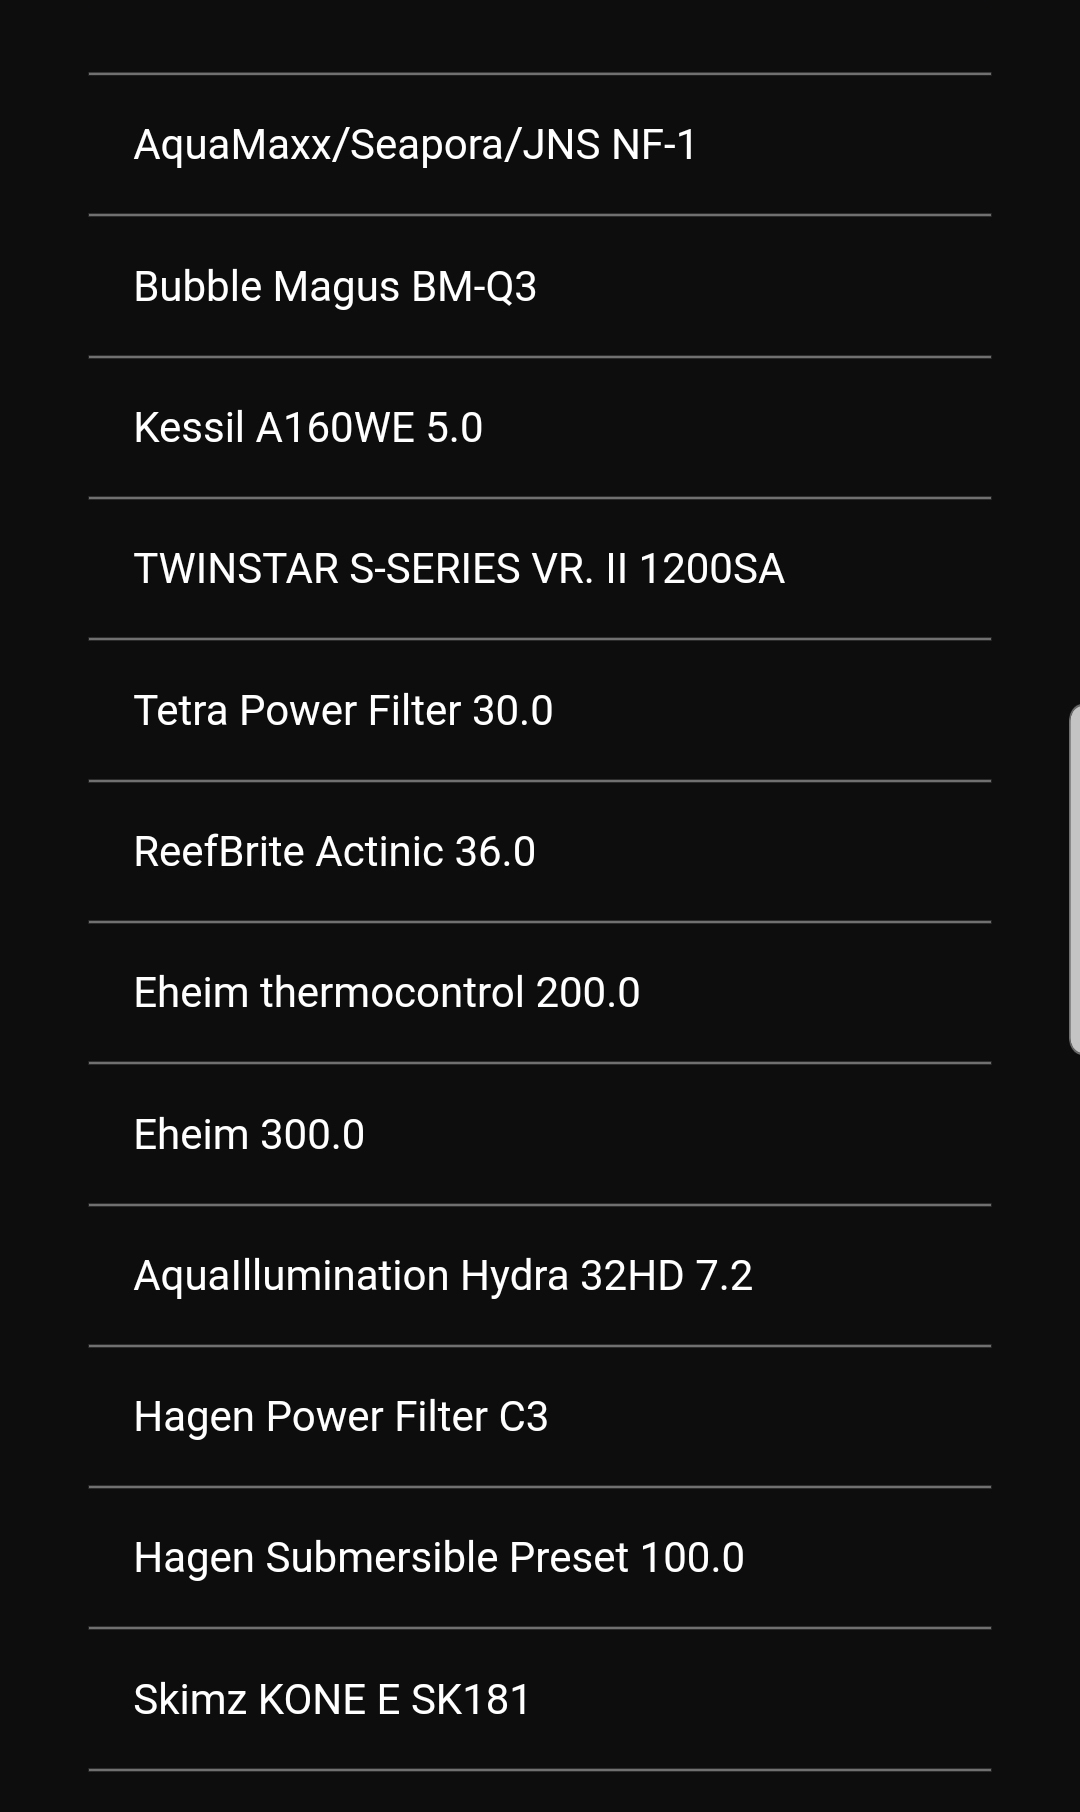 AquaMaxx/Seapora/JNS NF-1
Bubble Magus BM-Q3
Kessil A160WE 5.0
TWINSTAR S-SERIES VR. II 1200SA
Tetra Power Filter 30.0
ReefBrite Actinic 36.0
Eheim thermocontrol 200.0
Eheim 300.0
AquaIllumination Hydra 32HD 7.2
Hagen Power Filter C3
Hagen Submersible Preset 100.0
Skimz KONE E SK181